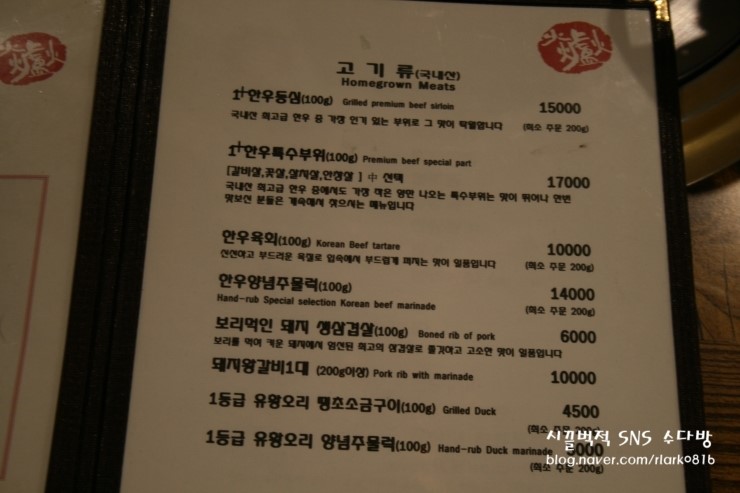 고 기 류(국내산)
Homegrown Meats
1+한우등심(100g) Grilled premium beef sirloin 15000
국내산 최고급 한우 중 가장 인기 있는 부위로 그 맛이 탁월합니다 (최소 주문 200g)
1+한우특수부위(100g) Premium beef special part
[갈비살,꽃살,살치살,안창살] 中 선택 17000
국내산 최고급 한우 중에서도 가장 적은 양만 나오는 특수부위는 맛이 뛰어나 한번
맛보신 분들은 계속해서 찾으시는 메뉴입니다
한우육회(100g) Korean Beef tartare 10000
신선하고 부드러운 육질로 입속에서 부드럽게 퍼지는 맛이 일품입니다 (최소 주문 200g)
한우양념주물럭(100g) 14000
Hand-rub Special selection Korean beef marinade (최소 주문 200g)
보리먹인 돼지 생삼겹살(100g) Boned rib of pork 6000
보리를 먹여 키운 돼지에서 엄선된 최고의 삼겹살로 쫄깃하고 고소한 맛이 일품입니다
돼지왕갈비1대 (200g이상) Pork rib with marinade 10000
1등급 유황오리 땡초소금구이(100g) Grilled Duck 4500
(최소 주문 200g)
1등급 유황오리 양념주물럭(100g) Hand-rub Duck marinade 5000
(최소 주문 200g)
시끌벅적 SNS 수다방
blog.naver.com/rlarko81b